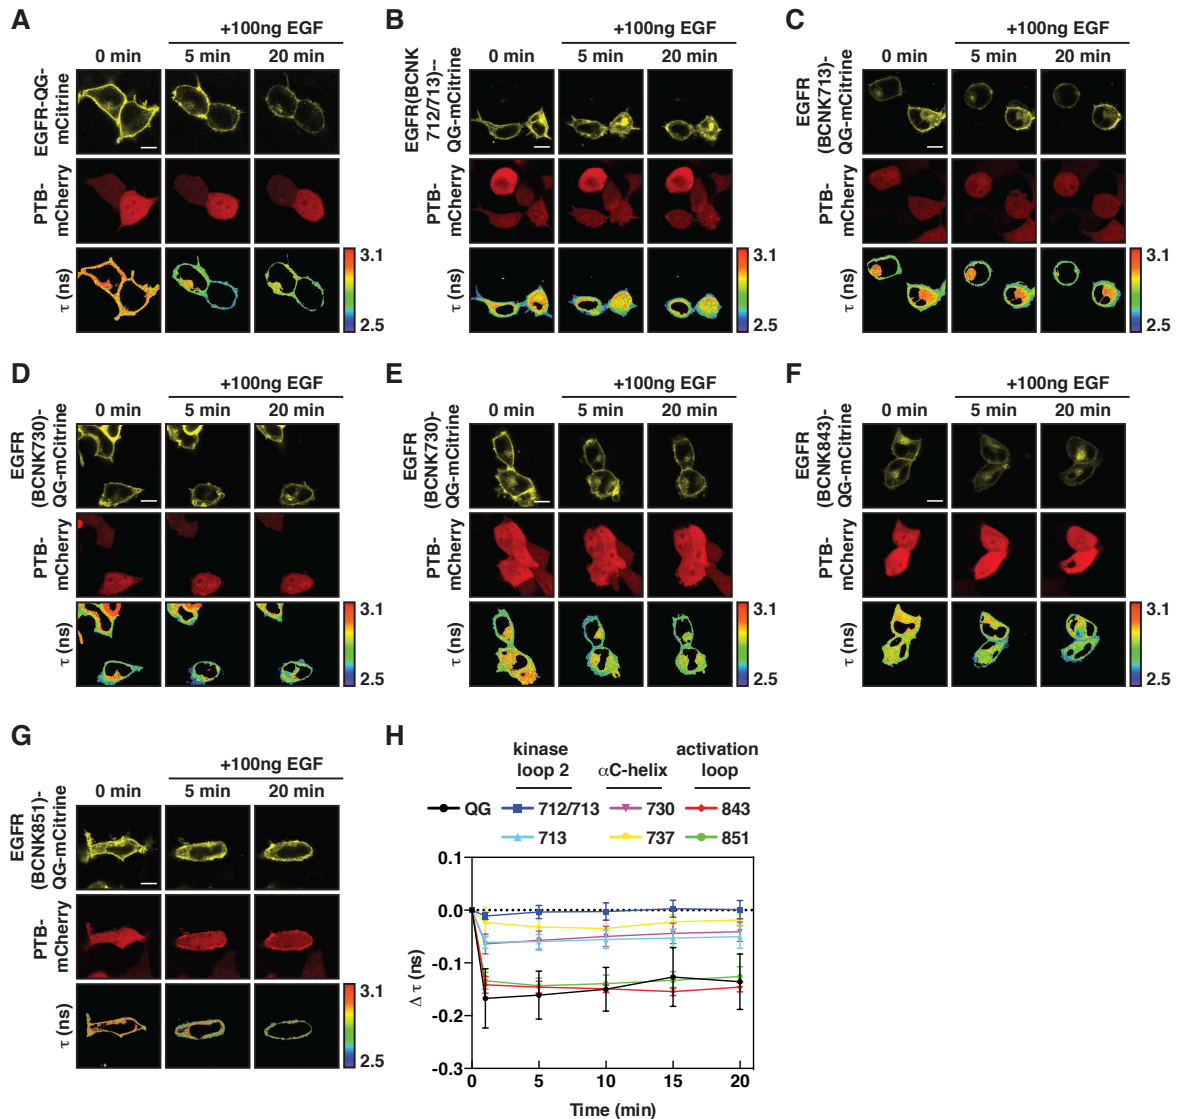 A
+100ng EGF
0 min
5 min
20 min
EGFR-QG-
mCitrine
PTB-
mCherry
τ (ns)
3.1
2.5
B
+100ng EGF
0 min
5 min
20 min
EGFR(BCNK
712/713)--
QG-mCitrine
PTB-
mCherry
τ (ns)
3.1
2.5
C
+100ng EGF
0 min
5 min
20 min
EGFR
(BCNK713)-
QG-mCitrine
PTB-
mCherry
τ (ns)
3.1
2.5
D
+100ng EGF
0 min
5 min
20 min
EGFR
(BCNK730)-
QG-mCitrine
PTB-
mCherry
τ (ns)
3.1
2.5
E
+100ng EGF
0 min
5 min
20 min
EGFR
(BCNK730)-
QG-mCitrine
PTB-
mCherry
τ (ns)
3.1
2.5
F
+100ng EGF
0 min
5 min
20 min
EGFR
(BCNK843)-
QG-mCitrine
PTB-
mCherry
τ (ns)
3.1
2.5
G
+100ng EGF
0 min
5 min
20 min
EGFR
(BCNK851)-
QG-mCitrine
PTB-
mCherry
τ (ns)
3.1
2.5
H
kinase
loop 2
αC-helix
activation
loop
QG
712/713
730
843
713
737
851
0.1
0.0
-0.1
-0.2
-0.3
Δ τ (ns)
0
5
10
15
20
Time (min)